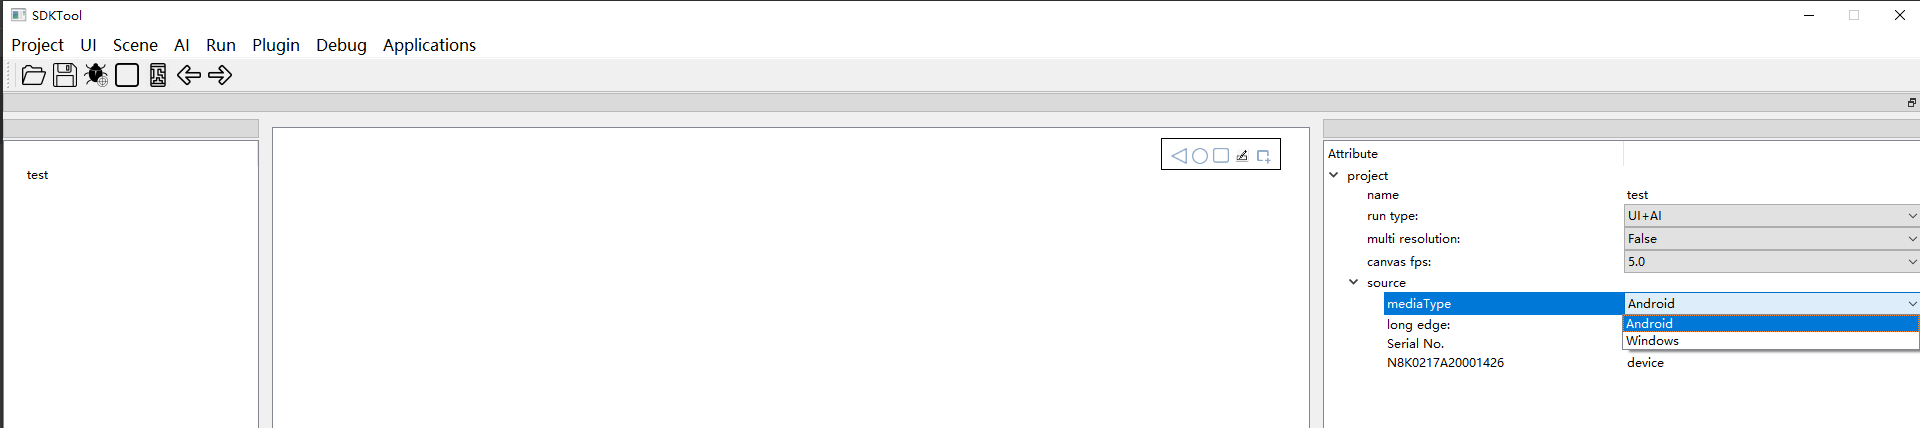 SDKTool
Project UI Scene AI Run Plugin Debug Applications
test
Attribute
project
name test
run type: UI+AI
multi resolution: False
canvas fps: 5.0
source
mediaType Android
Android
long edge:
Windows
Serial No.
N8K0217A20001426 device